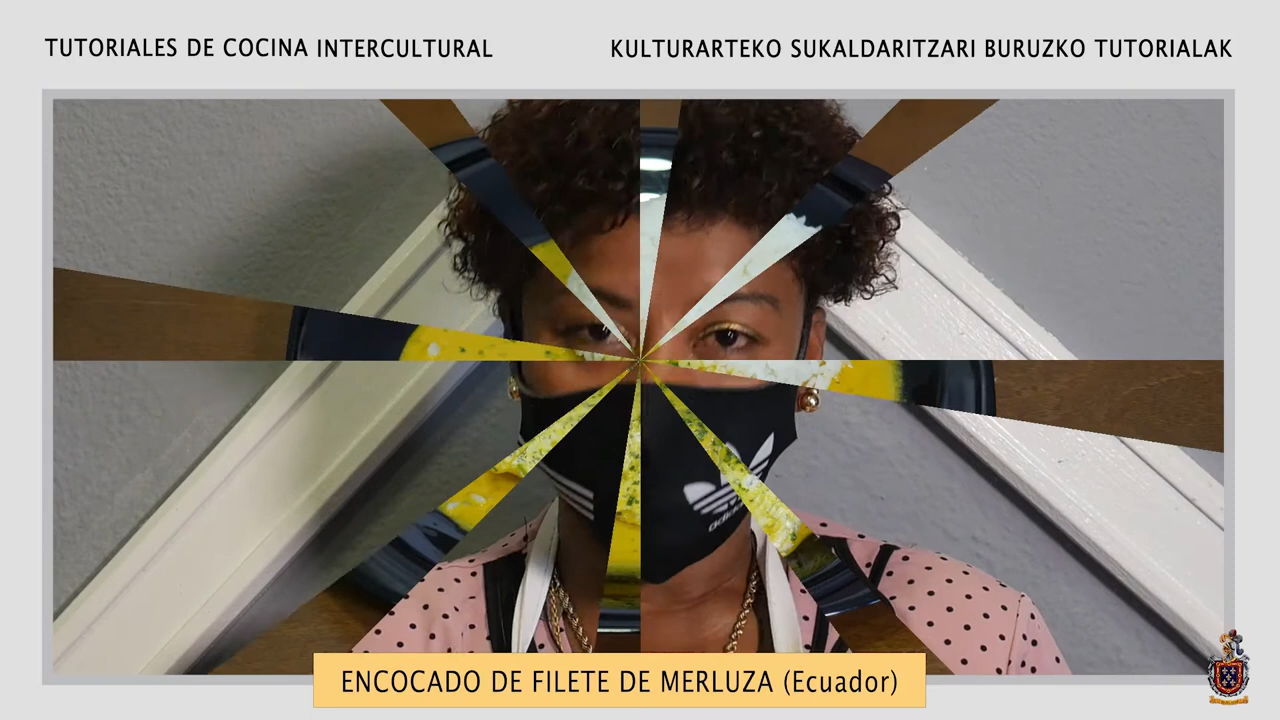 TUTORIALES DE COCINA INTERCULTURAL
KULTURARTEKO SUKALDARITZARI BURUZKO TUTORIALAK
adidas
ENCOCADO DE FILETE DE MERLUZA (Ecuador)